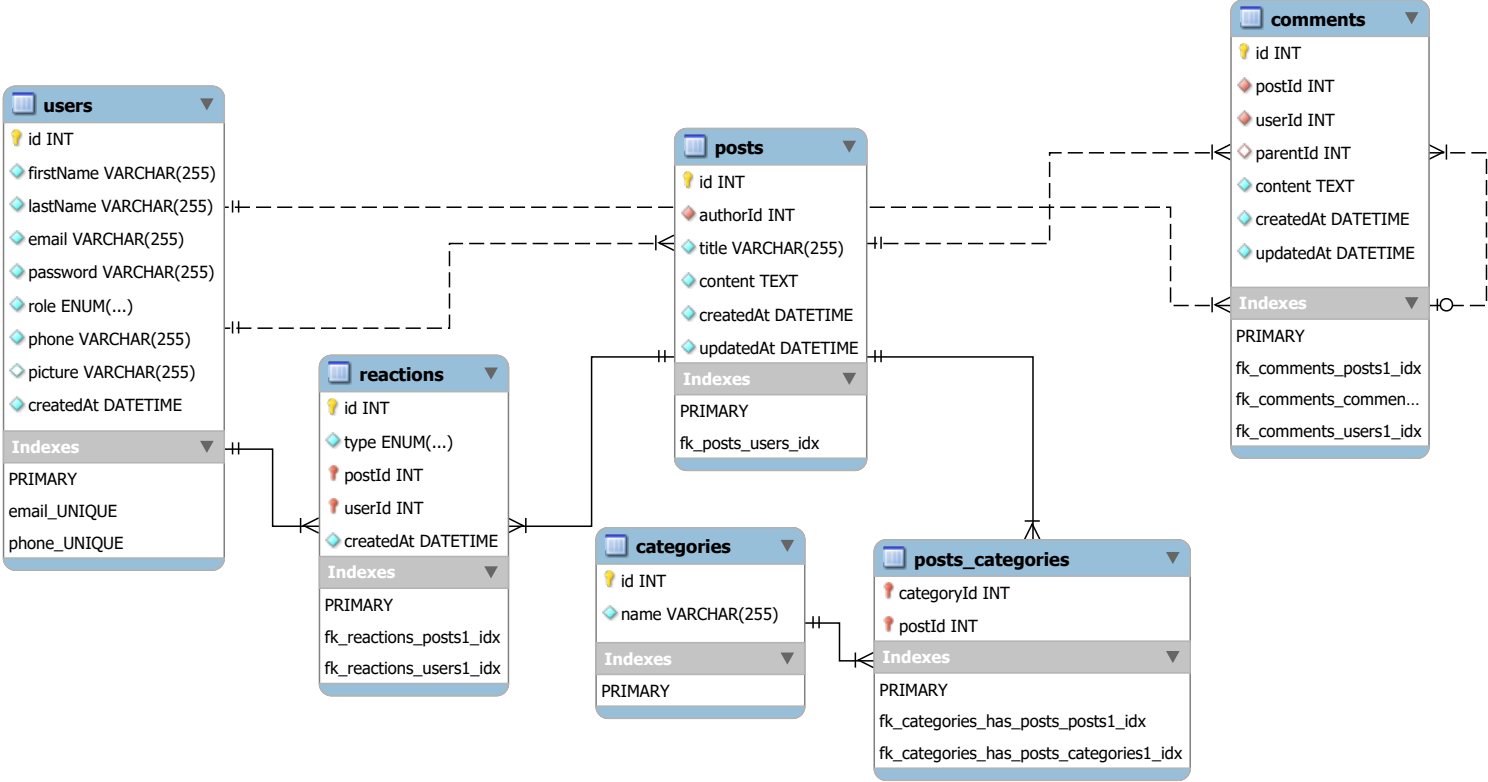 users
id INT
firstName VARCHAR(255)
lastName VARCHAR(255)
email VARCHAR(255)
password VARCHAR(255)
role ENUM(...)
phone VARCHAR(255)
picture VARCHAR(255)
createdAt DATETIME
Indexes
PRIMARY
email_UNIQUE
phone_UNIQUE
reactions
id INT
type ENUM(...)
postId INT
userId INT
createdAt DATETIME
Indexes
PRIMARY
fk_reactions_posts1_idx
fk_reactions_users1_idx
posts
id INT
authorId INT
title VARCHAR(255)
content TEXT
createdAt DATETIME
updatedAt DATETIME
Indexes
PRIMARY
fk_posts_users_idx
categories
id INT
name VARCHAR(255)
Indexes
PRIMARY
posts_categories
categoryId INT
postId INT
Indexes
PRIMARY
fk_categories_has_posts_posts1_idx
fk_categories_has_posts_categories1_idx
comments
id INT
postId INT
userId INT
parentId INT
content TEXT
createdAt DATETIME
updatedAt DATETIME
Indexes
PRIMARY
fk_comments_posts1_idx
fk_comments_commen...
fk_comments_users1_idx